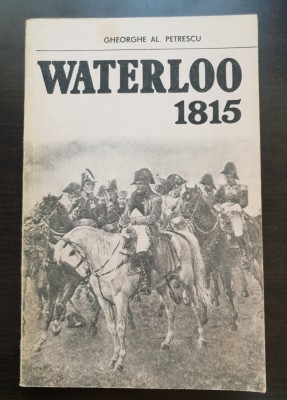 GHEORGHE AL. PETRESCU
WATERLOO
1815